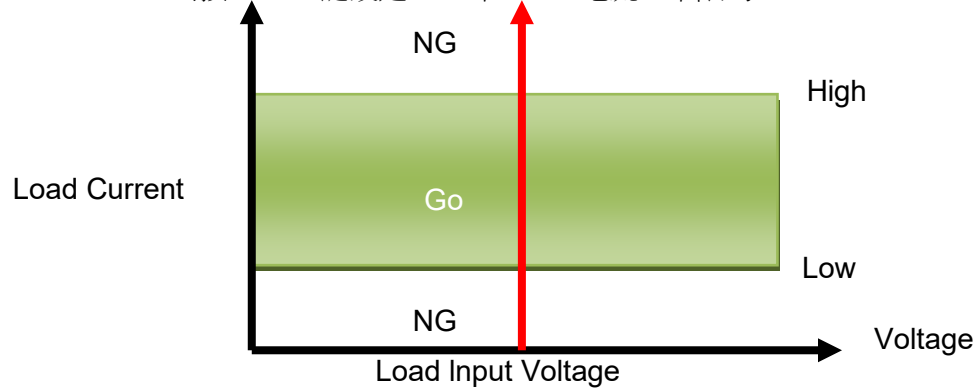 NG
High
Load Current
Go
Low
NG
Voltage
Load Input Voltage